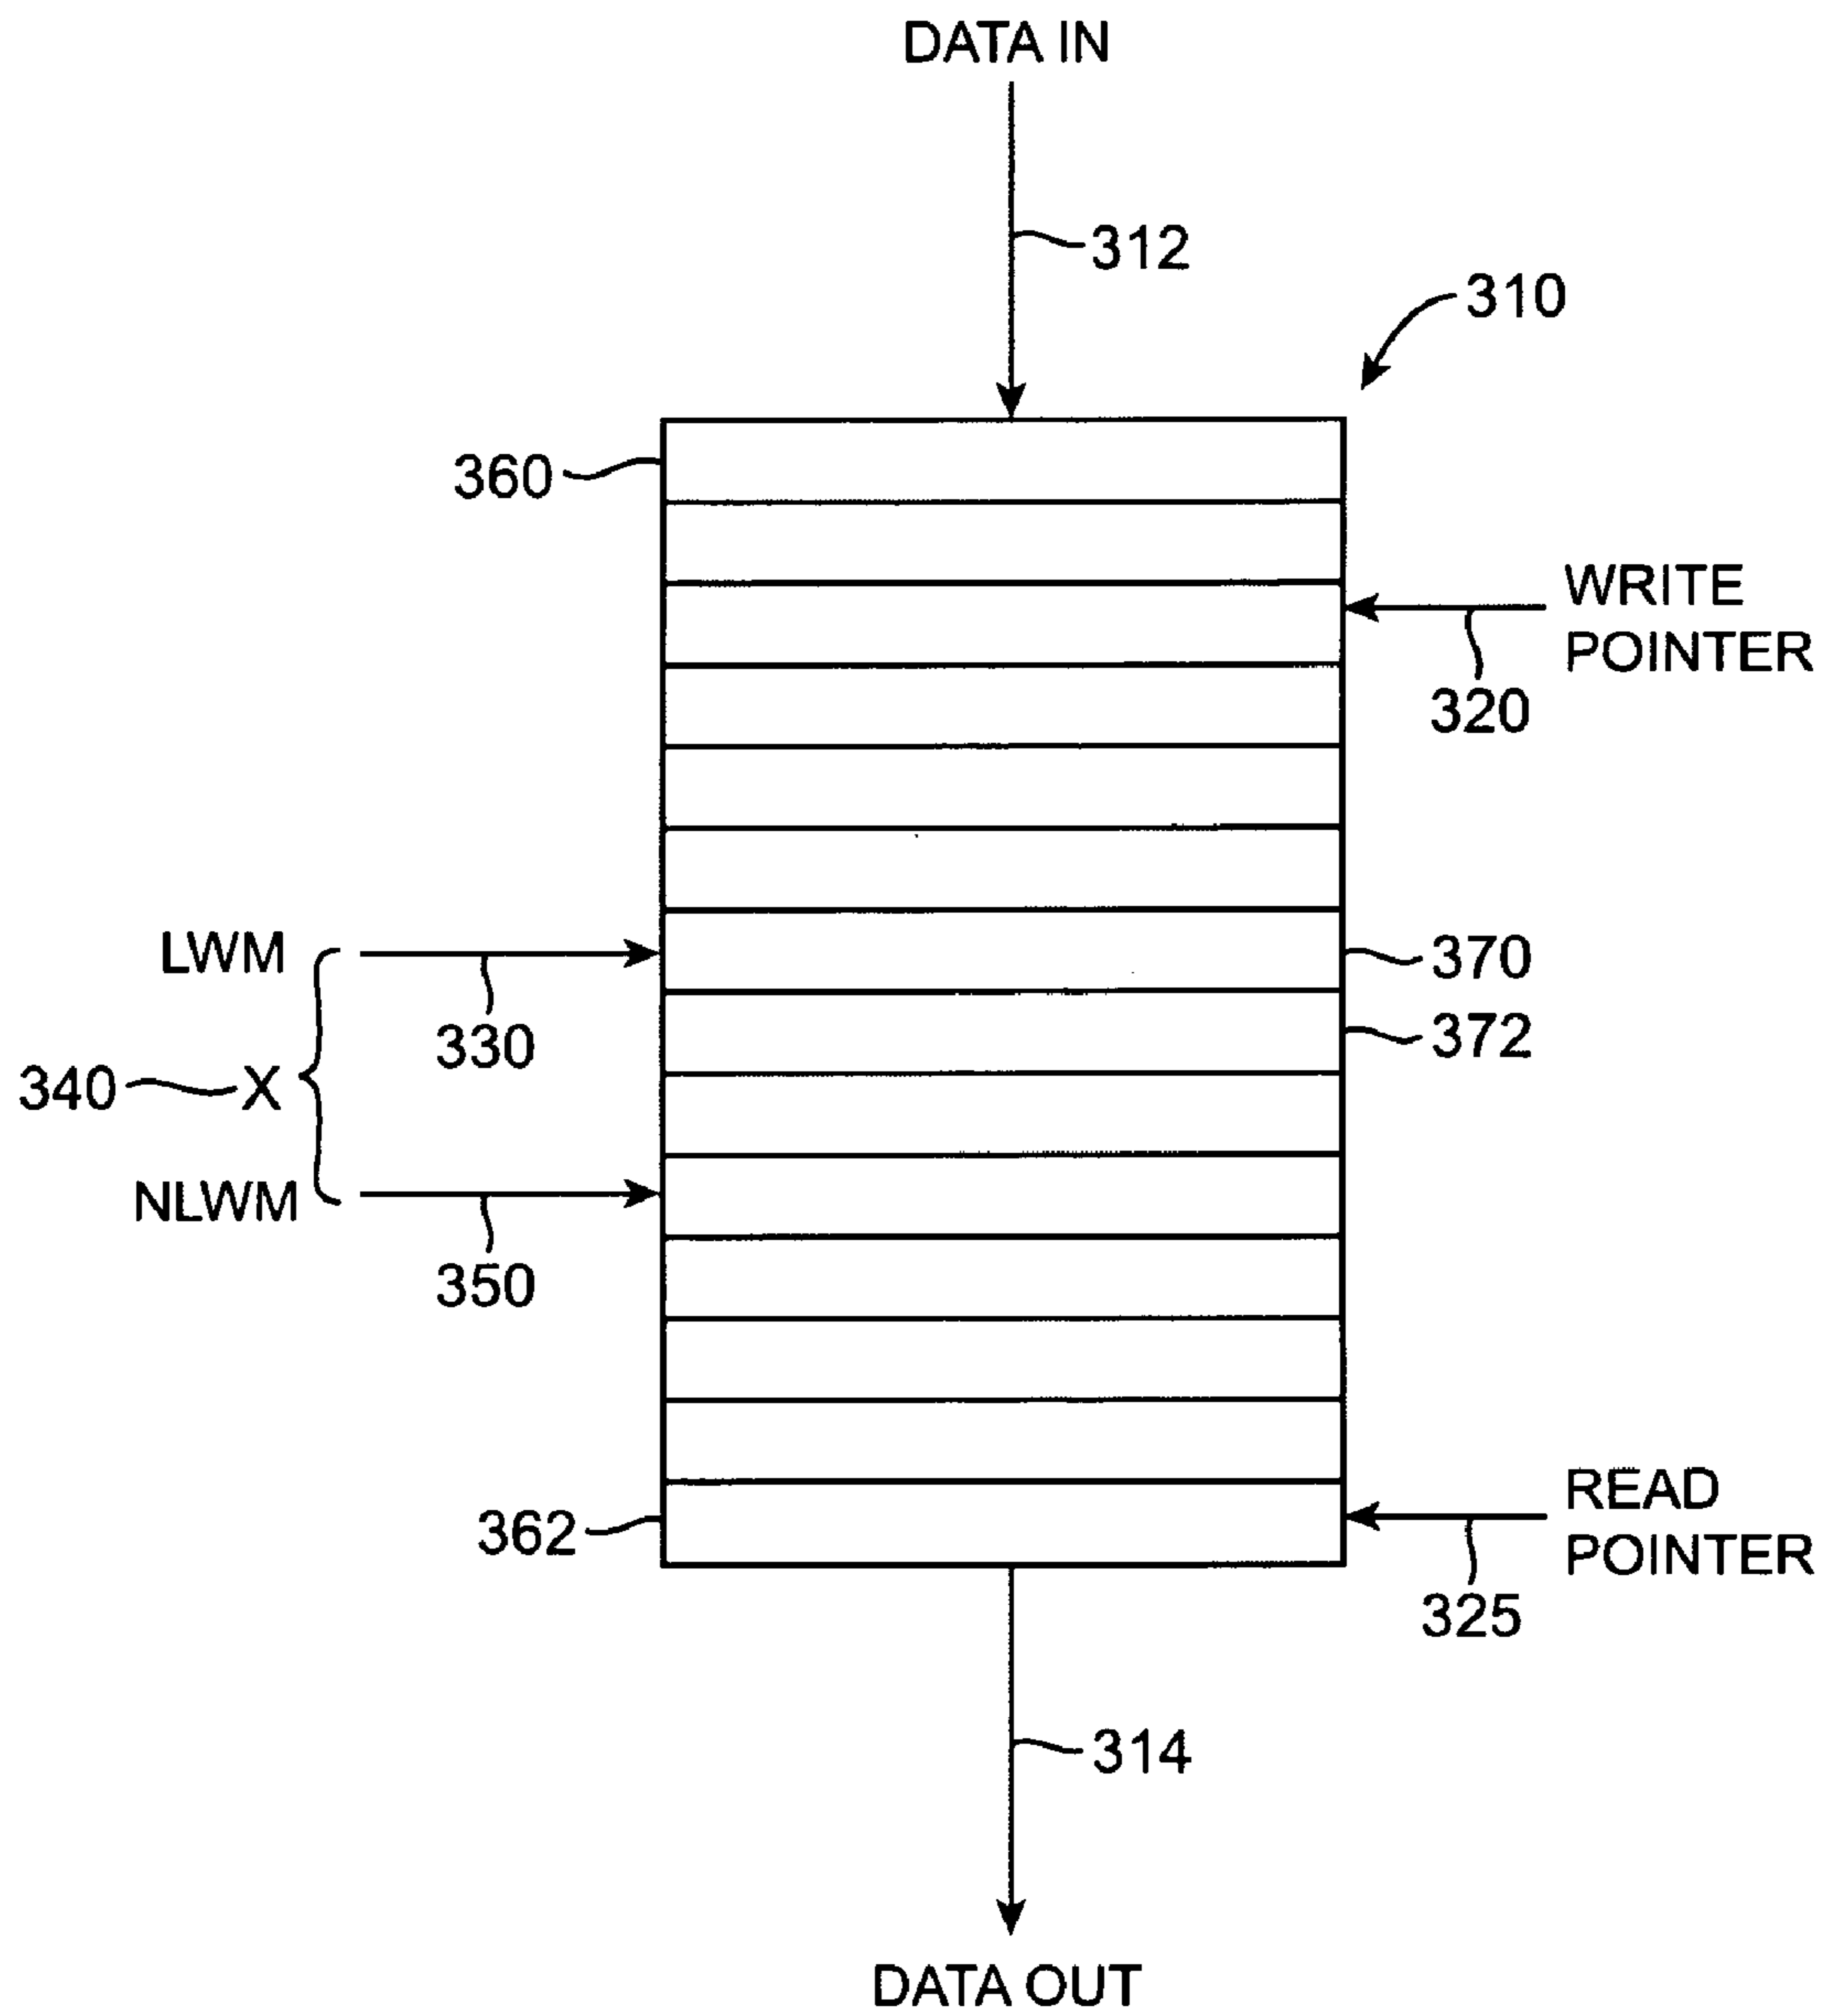 DATA IN
312
310
360
WRITE
POINTER
320
LWM
330
370
372
340
X
NLWM
350
READ
POINTER
362
325
314
DATA OUT